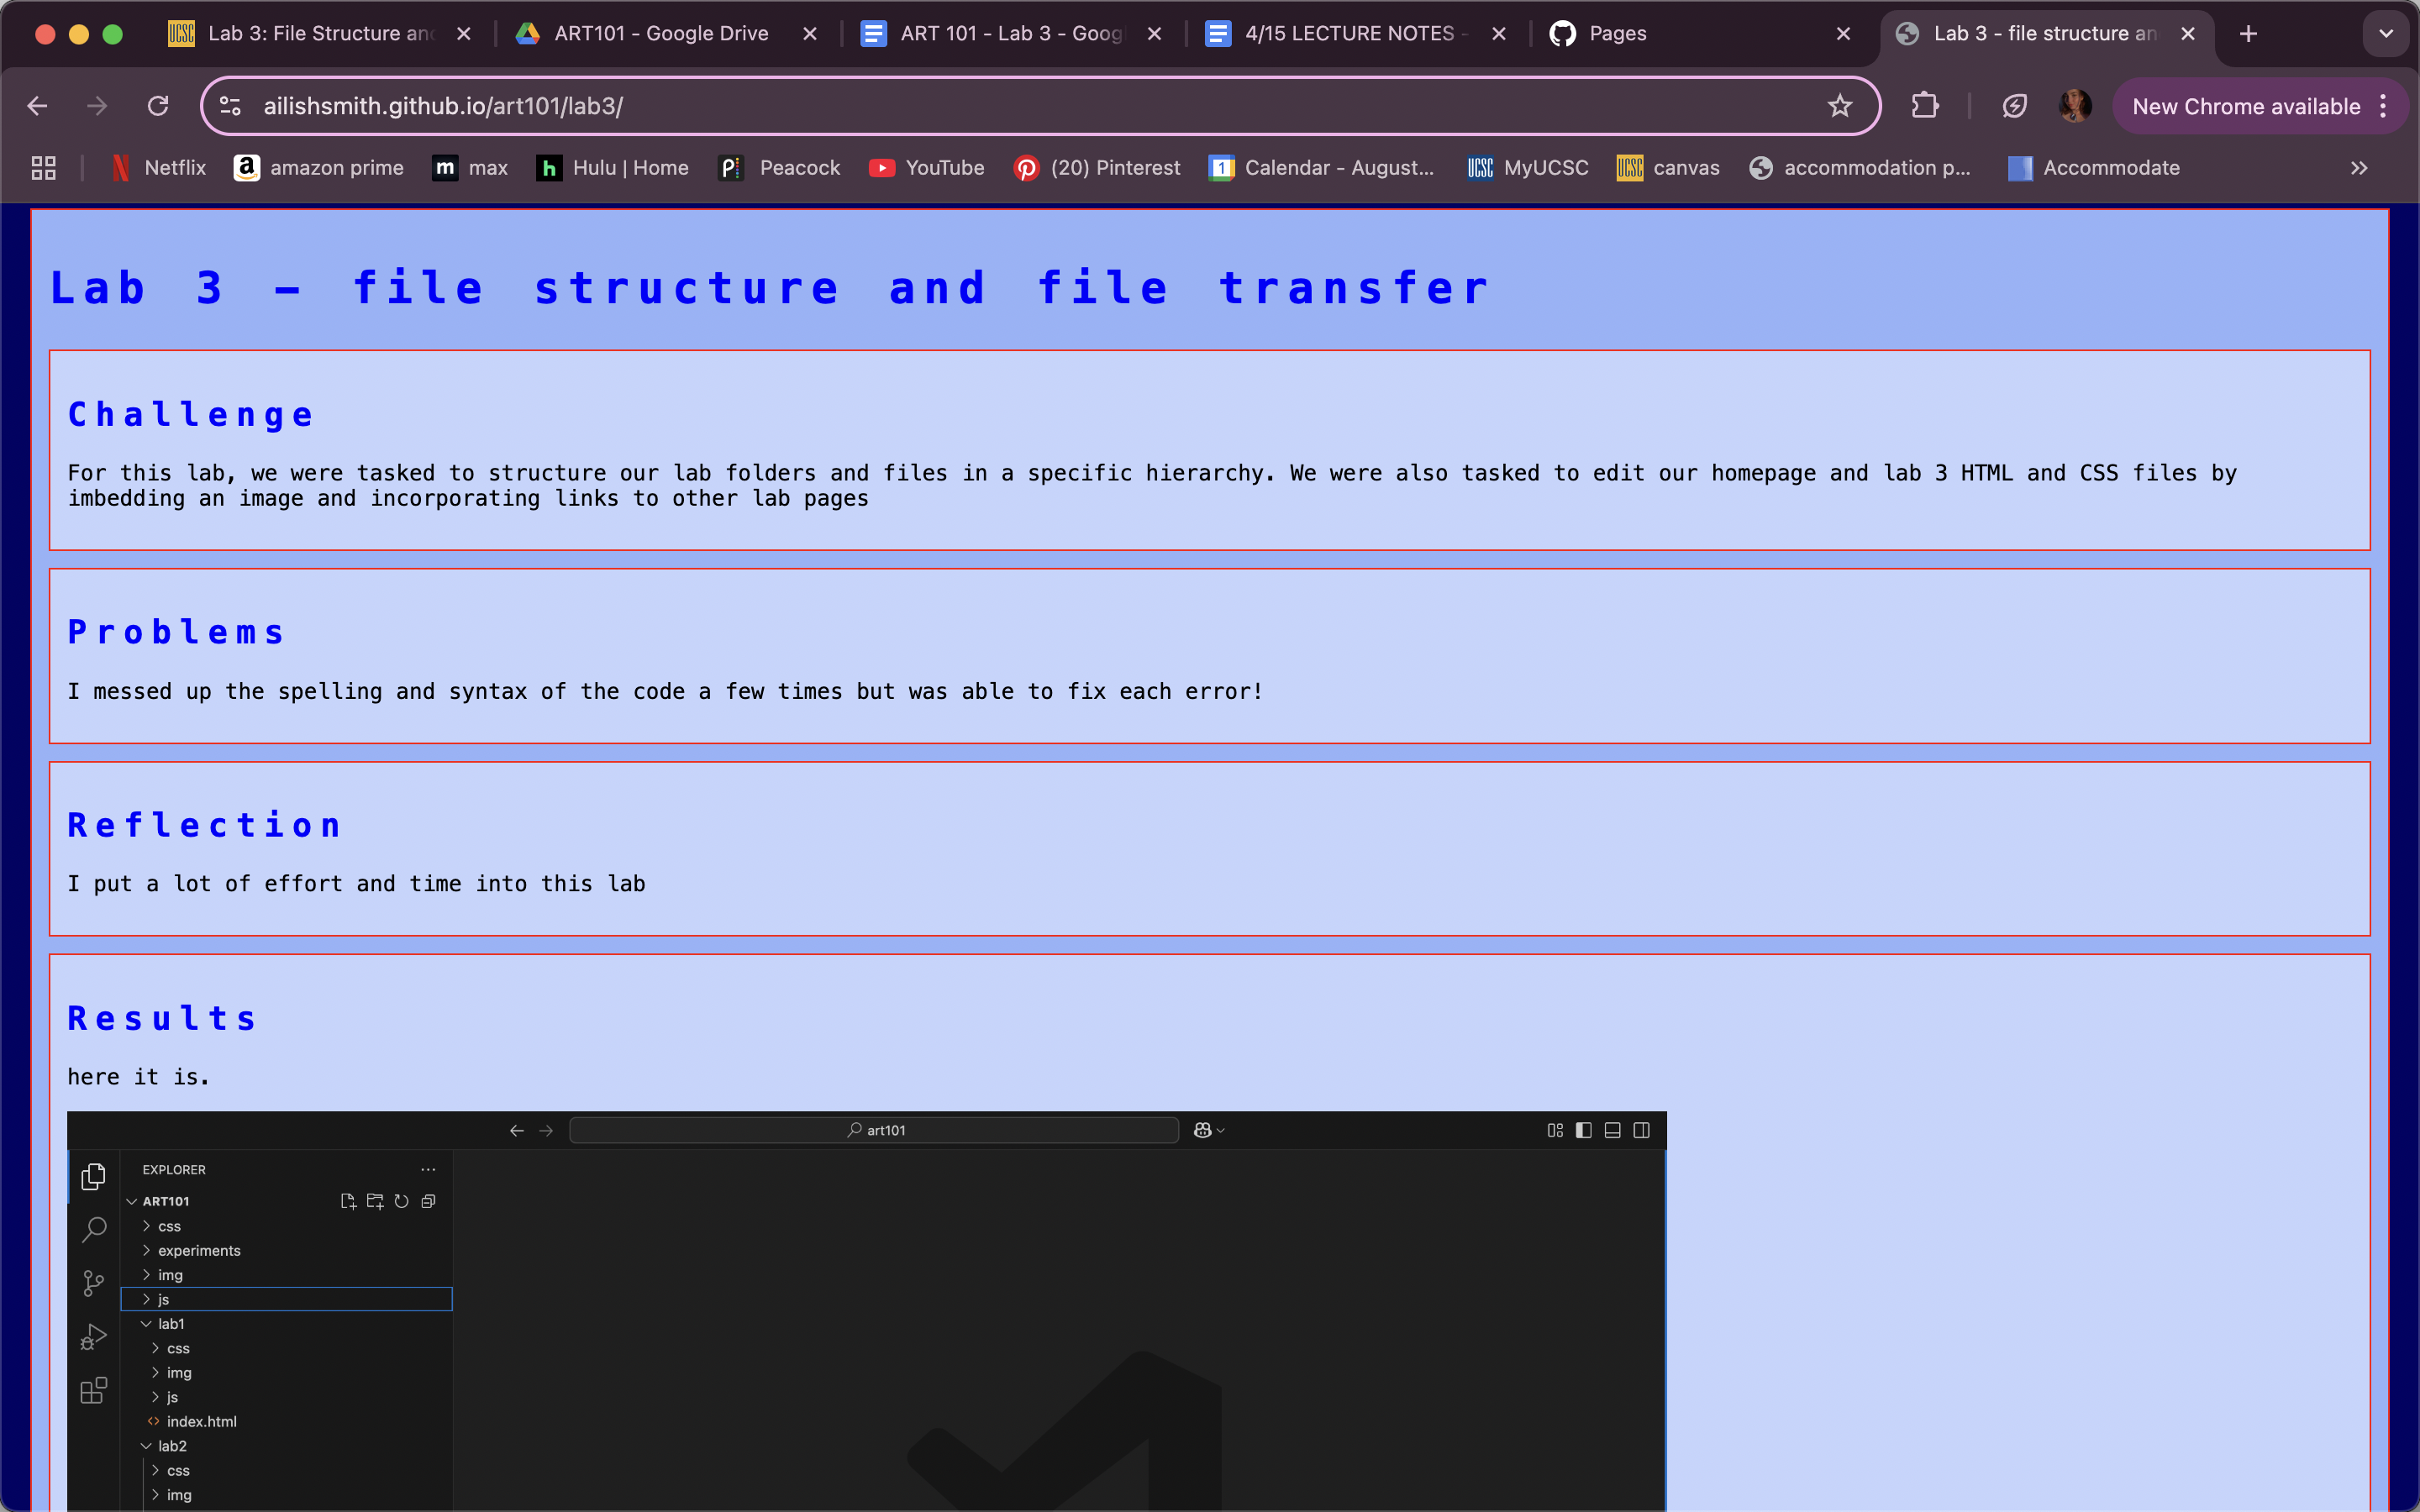 Lab 3: File Structure an
ART101 - Google Drive
ART 101 - Lab 3 - Goog
4/15 LECTURE NOTES -
Pages
Lab 3 - file structure an
ailishsmith.github.io/art101/lab3/
New Chrome available
Netflix
a amazon prime
m max
h Hulu | Home
Peacock
YouTube
(20) Pinterest
1 Calendar - August...
UCSC MyUCSC
UCSC canvas
accommodation p...
Accommodate
Lab 3 - file structure and file transfer
Challenge
For this lab, we were tasked to structure our lab folders and files in a specific hierarchy. We were also tasked to edit our homepage and lab 3 HTML and CSS files by
imbedding an image and incorporating links to other lab pages
Problems
I messed up the spelling and syntax of the code a few times but was able to fix each error!
Reflection
I put a lot of effort and time into this lab
Results
here it is.
art101
EXPLORER
ART101
css
experiments
img
js
lab1
css
img
js
index.html
lab2
css
img